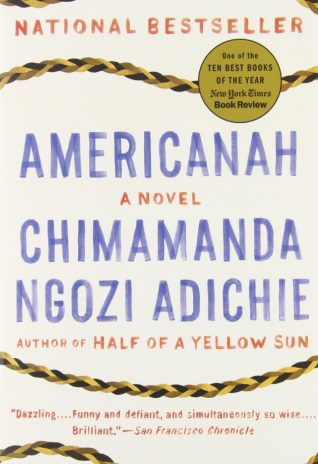 NATIONAL BESTSELLER
One of the
TEN BEST BOOKS
OF THE YEAR
New York Times
Book Review
AMERICANAH
A NOVEL
CHIMAMANDA
NGOZI ADICHIE
AUTHOR OF HALF OF A YELLOW SUN
"Dazzling....Funny and defiant, and simultaneously so wise....
Brilliant."—San Francisco Chronicle